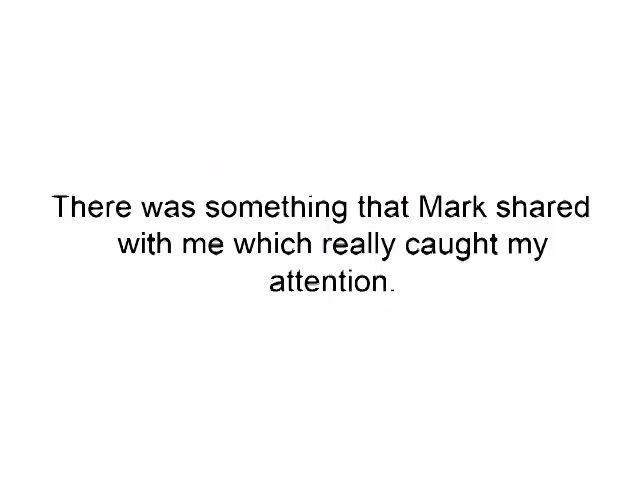 There was something that Mark shared
with me which really caught my
attention.